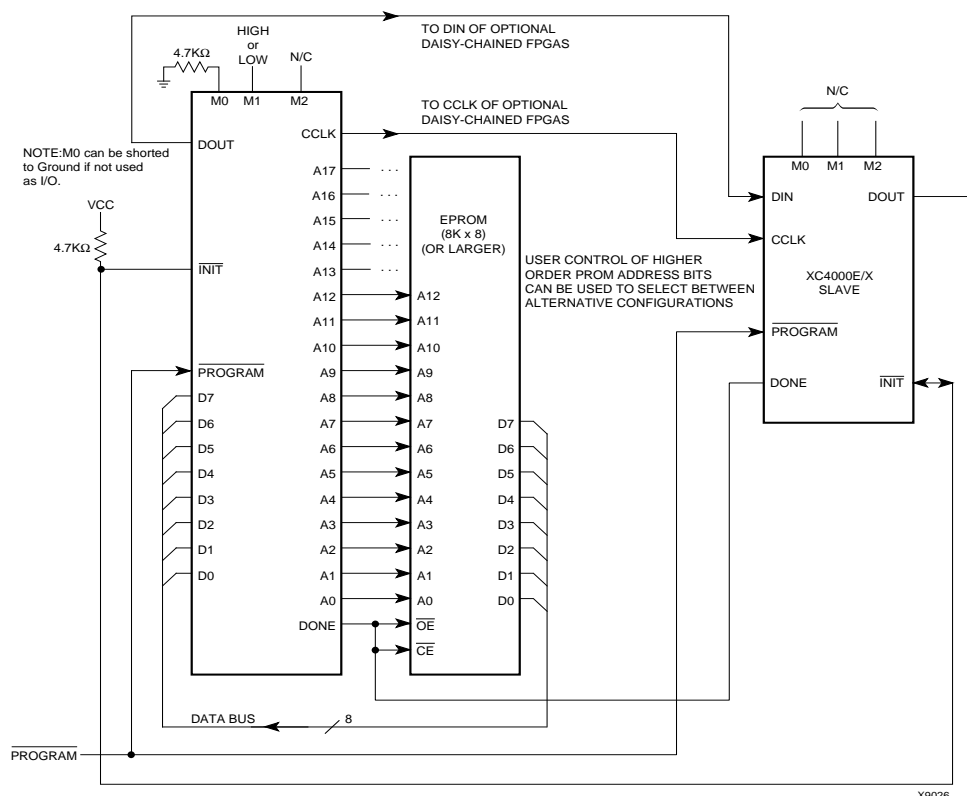 HIGH
or
LOW
N/C
4.7KΩ
M0
M1
M2
TO DIN OF OPTIONAL
DAISY-CHAINED FPGAS
TO CCLK OF OPTIONAL
DAISY-CHAINED FPGAS
N/C
M0
M1
M2
NOTE:M0 can be shorted
to Ground if not used
as I/O.
VCC
4.7KΩ
DOUT
INIT
PROGRAM
D7
D6
D5
D4
D3
D2
D1
D0
CCLK
A17
...
A16
...
A15
...
A14
...
A13
...
A12
A11
A10
A9
A8
A7
A6
A5
A4
A3
A2
A1
A0
DONE
EPROM
(8K x 8)
(OR LARGER)
A12
A11
A10
A9
A8
A7
A6
A5
A4
A3
A2
A1
A0
OE
CE
D7
D6
D5
D4
D3
D2
D1
D0
USER CONTROL OF HIGHER
ORDER PROM ADDRESS BITS
CAN BE USED TO SELECT BETWEEN
ALTERNATIVE CONFIGURATIONS
DIN
DOUT
CCLK
XC4000E/X
SLAVE
PROGRAM
DONE
INIT
DATA BUS
8
PROGRAM
X9026